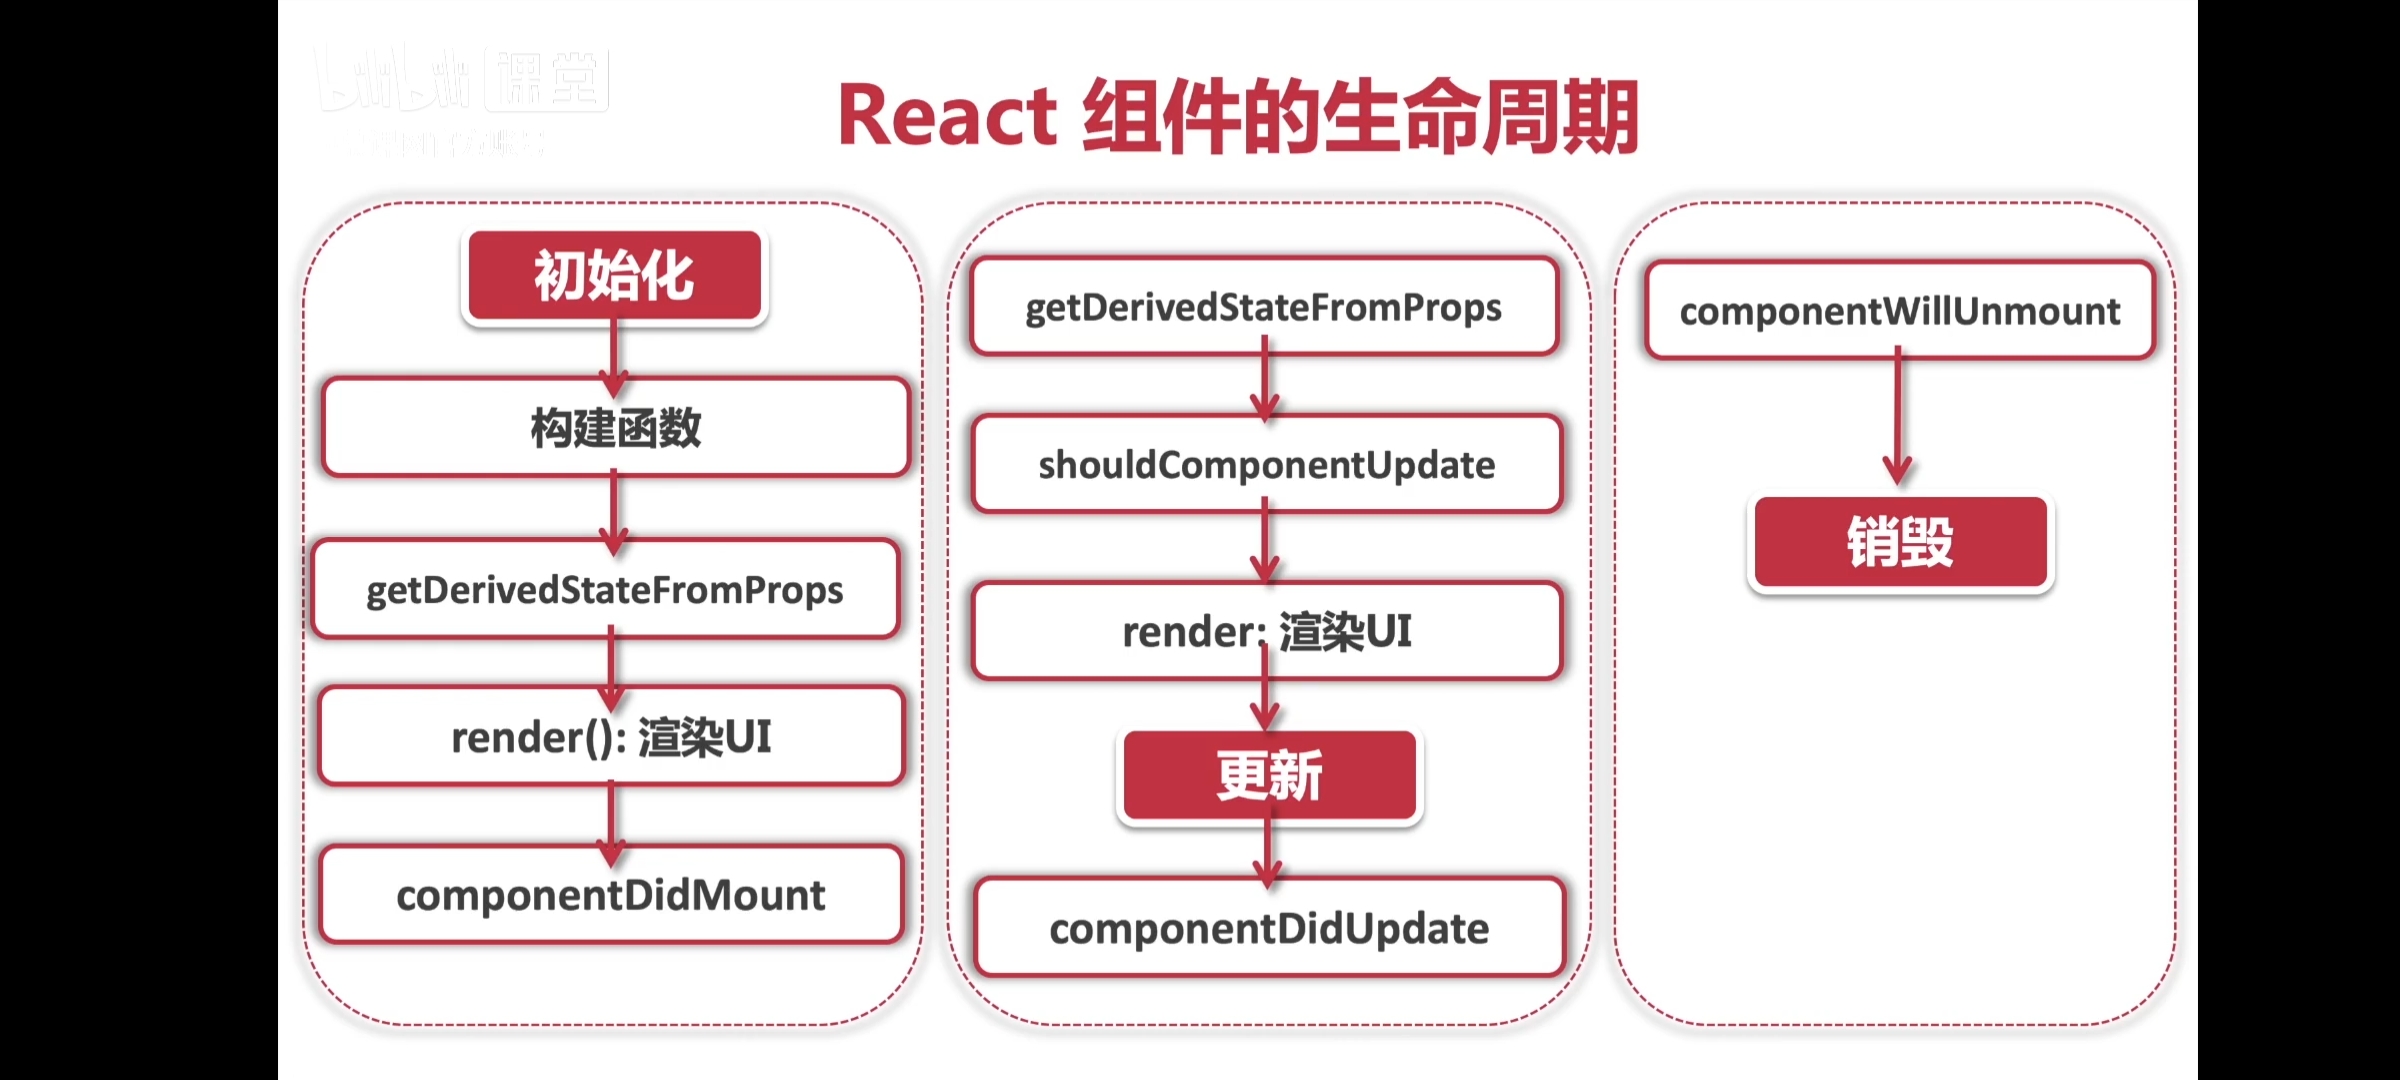 bilibili 课堂
React 组件的生命周期
初始化
构建函数
getDerivedStateFromProps
render(): 渲染UI
componentDidMount
getDerivedStateFromProps
shouldComponentUpdate
render: 渲染UI
更新
componentDidUpdate
componentWillUnmount
销毁